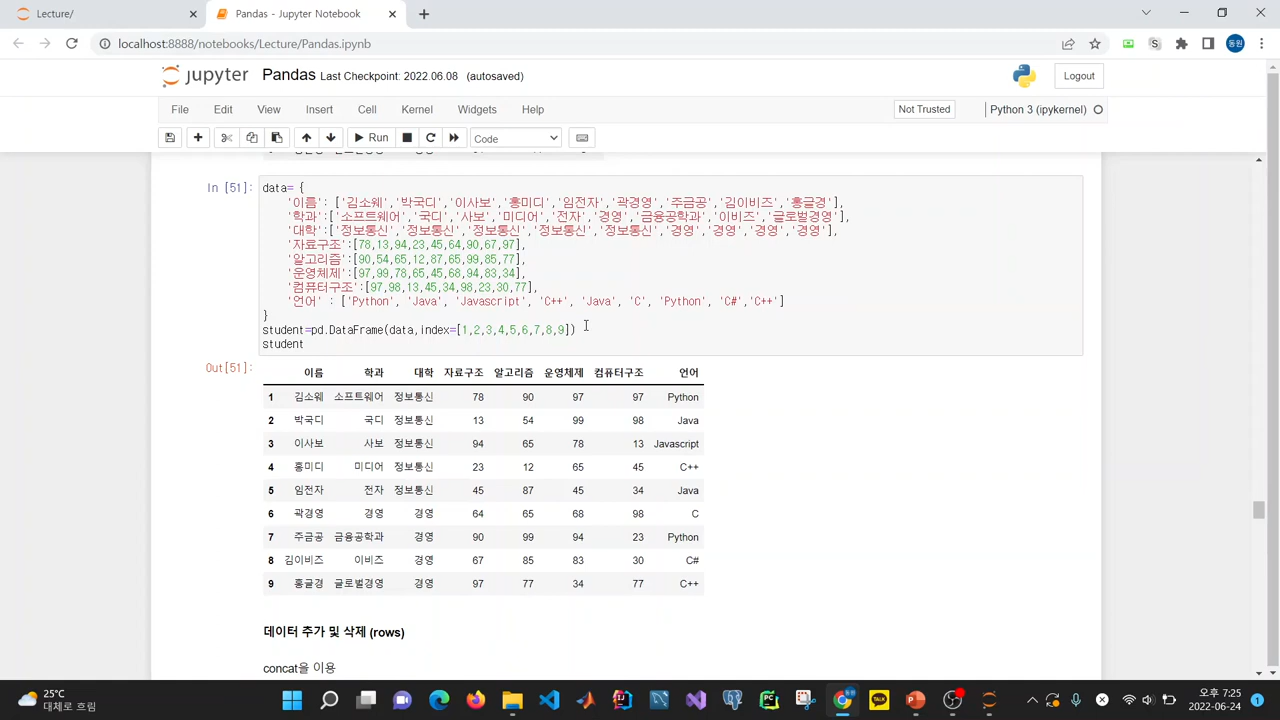 Lecture/
Pandas - Jupyter Notebook
localhost:8888/notebooks/Lecture/Pandas.ipynb
동원
jupyter Pandas Last Checkpoint: 2022.06.08 (autosaved)
Logout
File Edit View Insert Cell Kernel Widgets Help
Not Trusted
Python 3 (ipykernel)
Run
Code
In [51]:
data= {
'이름': ['김소웨','박국디','이사보','홍미디','임전자','곽경영','주금공','김이비즈','홍글경'],
'학과':['소프트웨어','국디','사보','미디어','전자','경영','금융공학과','이비즈','글로벌경영'],
'대학':['정보통신','정보통신','정보통신','정보통신','정보통신','경영','경영','경영','경영'],
'자료구조':[78,13,94,23,45,64,90,67,97],
'알고리즘':[90,54,65,12,87,65,99,85,77],
'운영체제':[97,99,78,65,45,68,94,83,34],
'컴퓨터구조':[97,98,13,45,34,98,23,30,77],
'언어' : ['Python', 'Java', 'Javascript', 'C++', 'Java', 'C', 'Python', 'C#','C++']
}
student=pd.DataFrame(data,index=[1,2,3,4,5,6,7,8,9])
student
Out[51]:
이름 학과 대학 자료구조 알고리즘 운영체제 컴퓨터구조 언어
1 김소웨 소프트웨어 정보통신 78 90 97 97 Python
2 박국디 국디 정보통신 13 54 99 98 Java
3 이사보 사보 정보통신 94 65 78 13 Javascript
4 홍미디 미디어 정보통신 23 12 65 45 C++
5 임전자 전자 정보통신 45 87 45 34 Java
6 곽경영 경영 경영 64 65 68 98 C
7 주금공 금융공학과 경영 90 99 94 23 Python
8 김이비즈 이비즈 경영 67 85 83 30 C#
9 홍글경 글로벌경영 경영 97 77 34 77 C++
데이터 추가 및 삭제 (rows)
concat을 이용
25°C
대체로 흐림
오후 7:25
2022-06-24